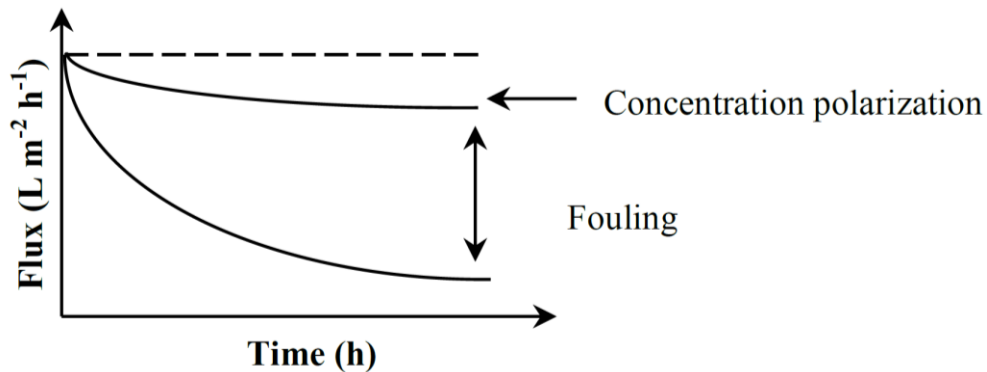 Flux (L m⁻² h⁻¹)
Concentration polarization
Fouling
Time (h)